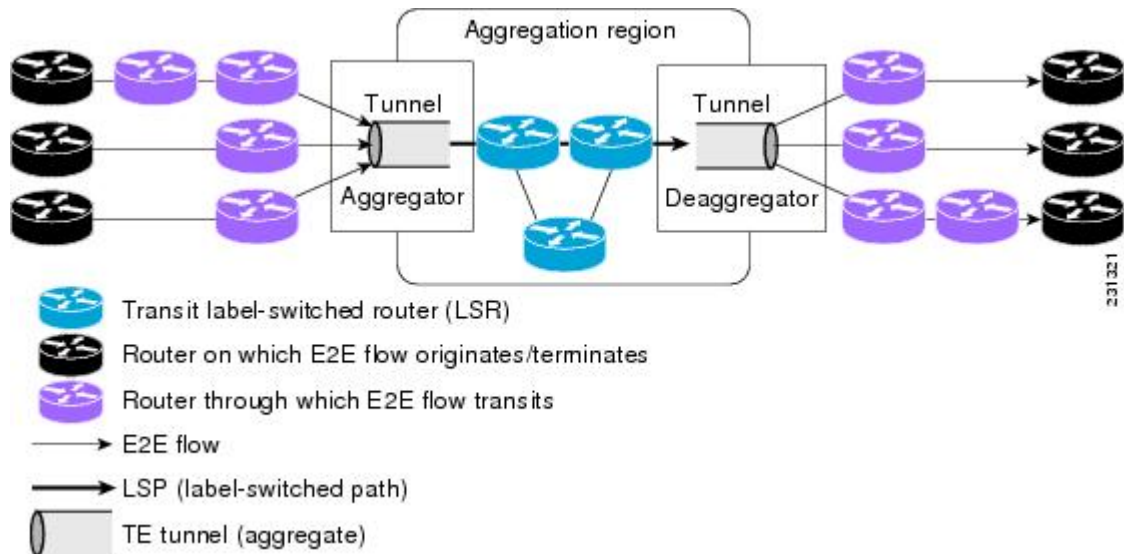 Aggregation region
Tunnel
Tunnel
Aggregator
Deaggregator
231321
Transit label-switched router (LSR)
Router on which E2E flow originates/terminates
Router through which E2E flow transits
E2E flow
LSP (label-switched path)
TE tunnel (aggregate)